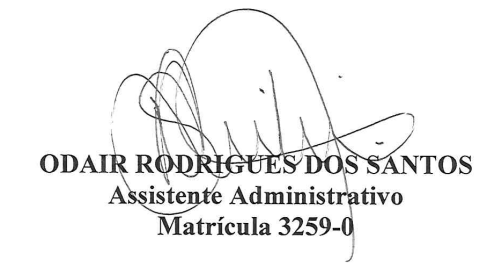 ODAIR RODRIGUES DOS SANTOS
Assistente Administrativo
Matrícula 3259-0